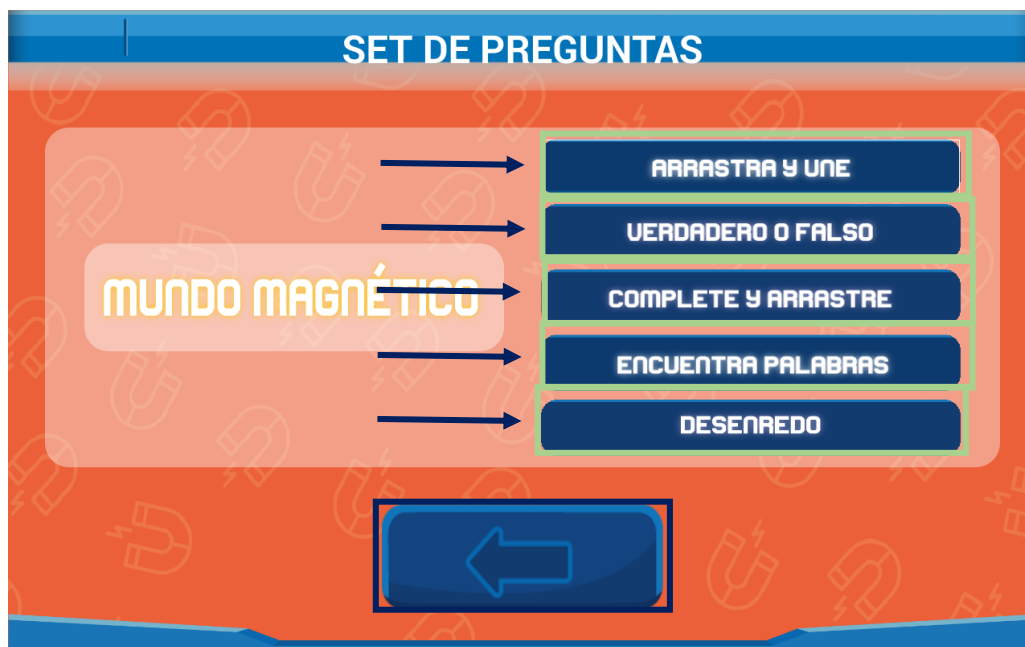 SET DE PREGUNTAS
MUNDO MAGNÉTICO
ARRASTRA Y UNE
VERDADERO O FALSO
COMPLETE Y ARRASTRE
ENCUENTRA PALABRAS
DESENREDO